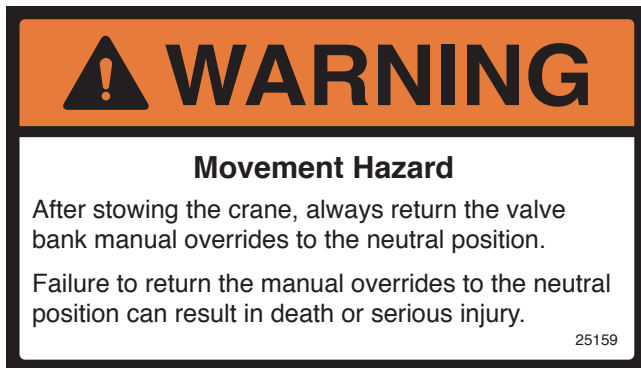 WARNING
Movement Hazard
After stowing the crane, always return the valve
bank manual overrides to the neutral position.
Failure to return the manual overrides to the neutral
position can result in death or serious injury.
25159